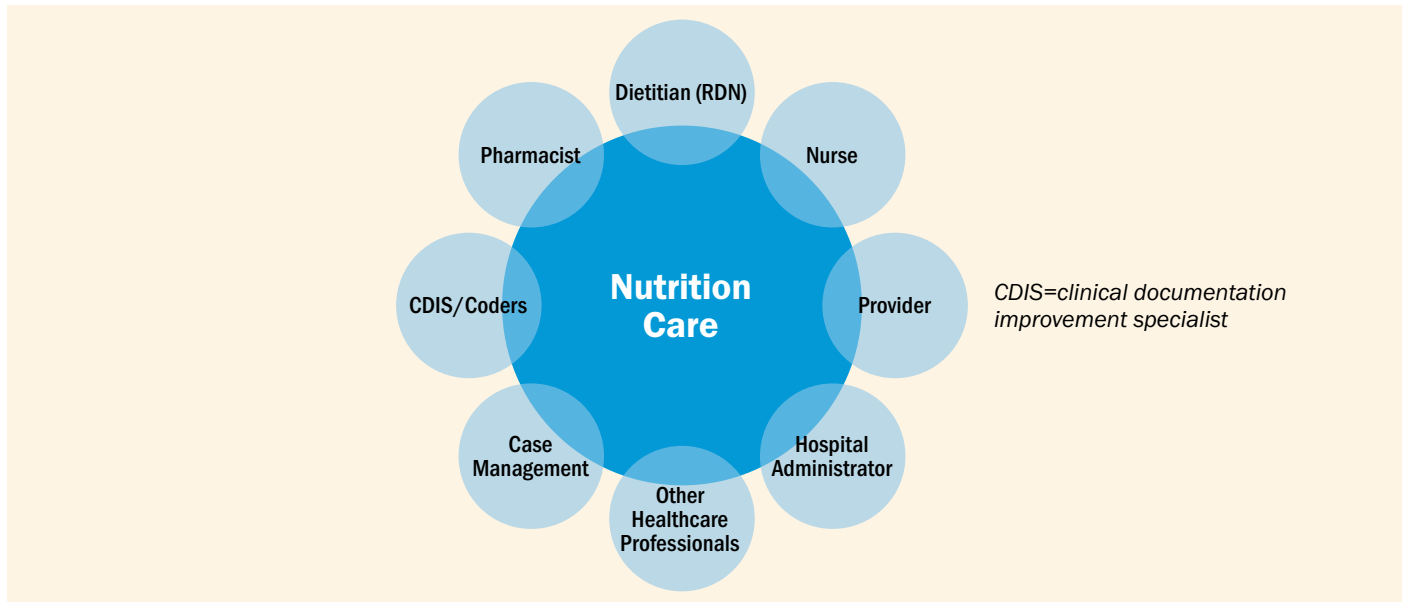 Dietitian (RDN)
Pharmacist
Nurse
CDIS/Coders
Nutrition
Care
Provider
CDIS=clinical documentation
improvement specialist
Case
Management
Hospital
Administrator
Other
Healthcare
Professionals